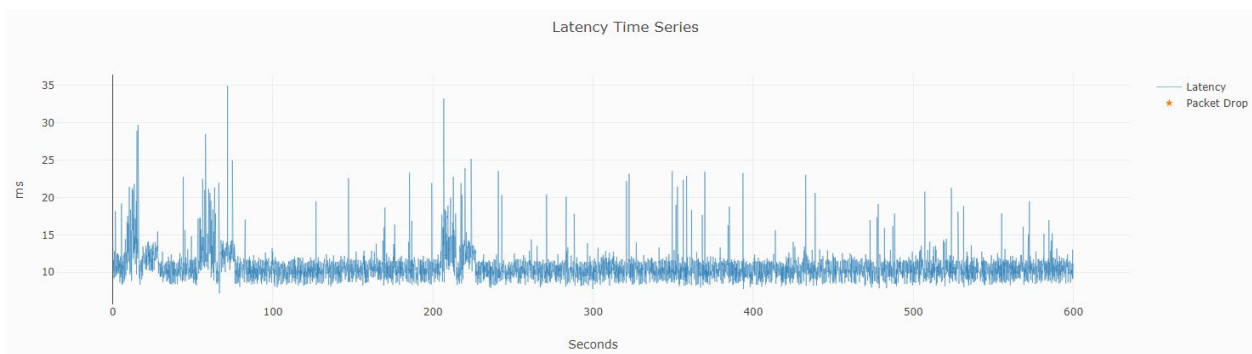 Latency Time Series
35
30
25
20
15
10
ms
0 100 200 300 400 500 600
Seconds
Latency
Packet Drop